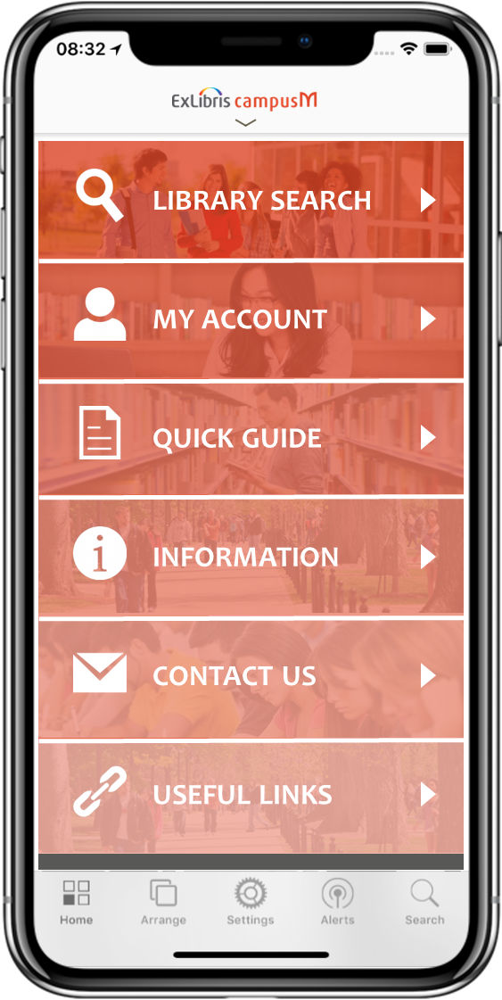 08:32
ExLibris campusM
LIBRARY SEARCH
MY ACCOUNT
QUICK GUIDE
i INFORMATION
CONTACT US
USEFUL LINKS
Home Arrange Settings Alerts Search